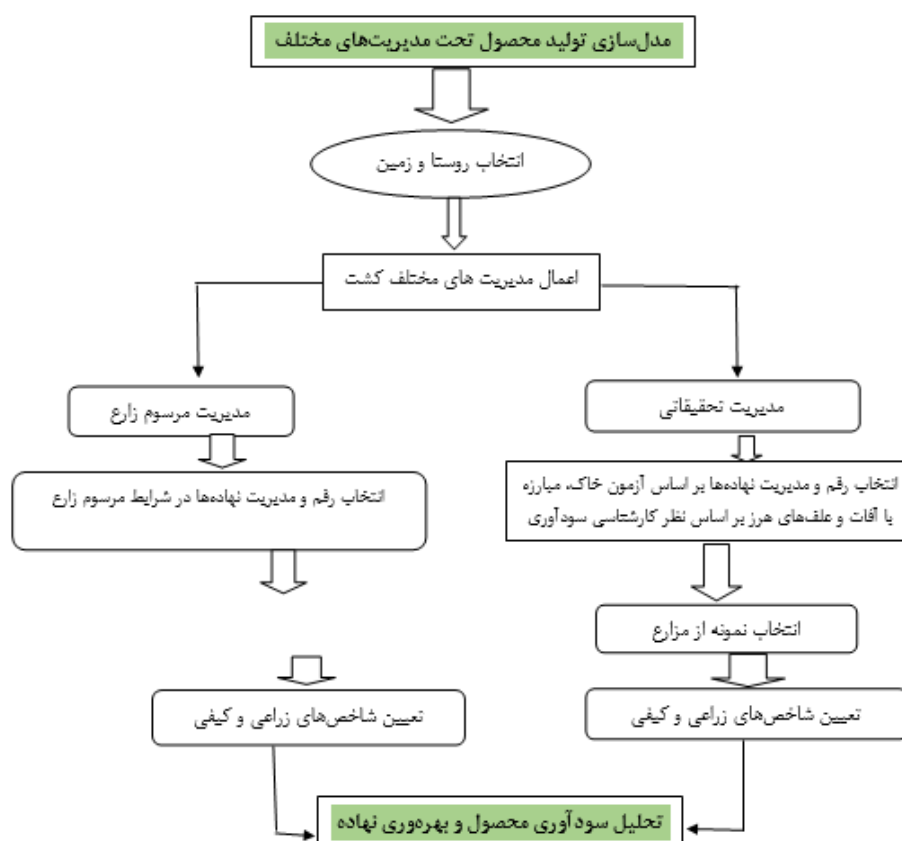 مدل‌سازی تولید محصول تحت مدیریت‌های مختلف
انتخاب روستا و زمین
اعمال مدیریت های مختلف کشت
مدیریت تحقیقاتی
مدیریت مرسوم زارع
انتخاب رقم و مدیریت نهاده‌ها بر اساس آزمون خاک، مبارزه
با آفات و علف‌های هرز بر اساس نظر کارشناسی سودآوری
انتخاب رقم و مدیریت نهاده‌ها در شرایط مرسوم زارع
انتخاب نمونه از مزارع
تعیین شاخص‌های زراعی و کیفی
تعیین شاخص‌های زراعی و کیفی
تحلیل سودآوری محصول و بهره‌وری نهاده